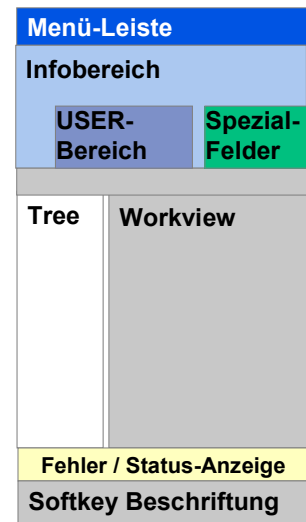 Menü-Leiste
Infobereich
USER-
Bereich
Spezial-
Felder
Tree
Workview
Fehler / Status-Anzeige
Softkey Beschriftung